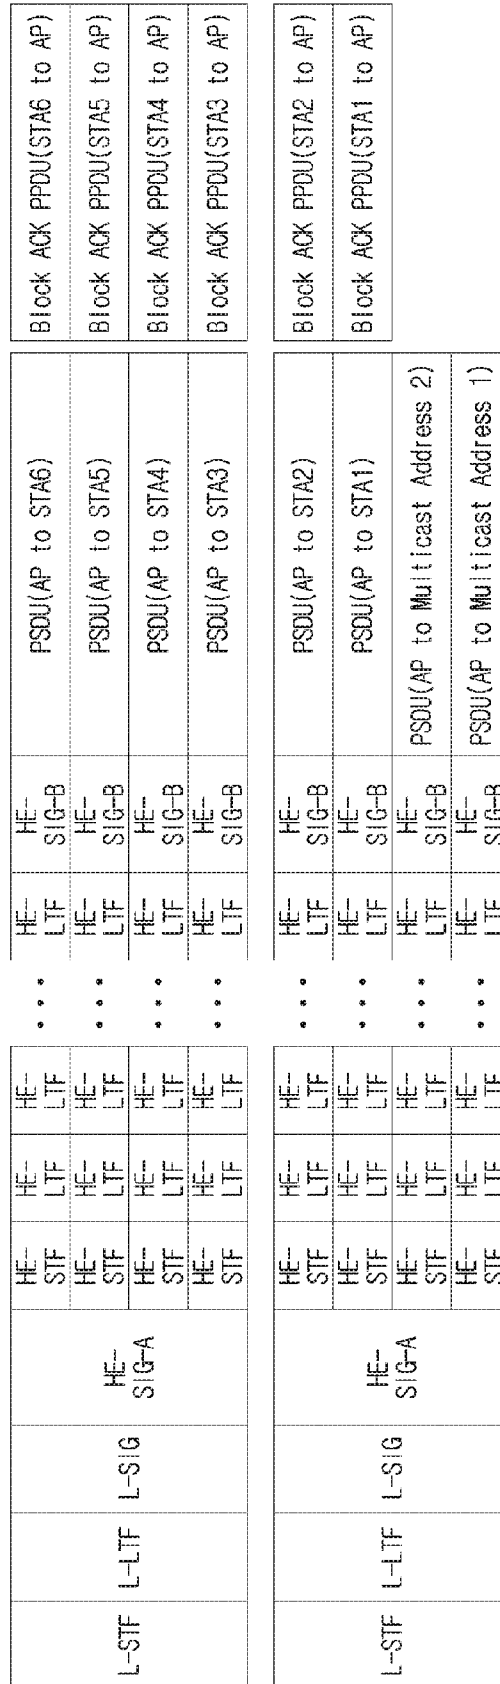 L-STF L-LTF L-SIG HE-
SIG-A
HE-
STF HE-
LTF HE-
LTF ... HE-
LTF HE-
SIG-B PSDU(AP to STA6) Block ACK PPDU(STA6 to AP)
HE-
STF HE-
LTF HE-
LTF ... HE-
LTF HE-
SIG-B PSDU(AP to STA5) Block ACK PPDU(STA5 to AP)
HE-
STF HE-
LTF HE-
LTF ... HE-
LTF HE-
SIG-B PSDU(AP to STA4) Block ACK PPDU(STA4 to AP)
HE-
STF HE-
LTF HE-
LTF ... HE-
LTF HE-
SIG-B PSDU(AP to STA3) Block ACK PPDU(STA3 to AP)
L-STF L-LTF L-SIG HE-
SIG-A
HE-
STF HE-
LTF HE-
LTF ... HE-
LTF HE-
SIG-B PSDU(AP to STA2) Block ACK PPDU(STA2 to AP)
HE-
STF HE-
LTF HE-
LTF ... HE-
LTF HE-
SIG-B PSDU(AP to STA1) Block ACK PPDU(STA1 to AP)
HE-
STF HE-
LTF HE-
LTF ... HE-
LTF HE-
SIG-B PSDU(AP to Multicast Address 2)
HE-
STF HE-
LTF HE-
LTF ... HE-
LTF HE-
SIG-B PSDU(AP to Multicast Address 1)